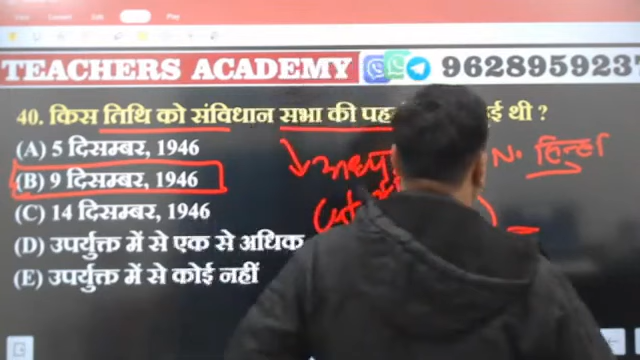 TEACHERS ACADEMY 962895923
40. किस तिथि को संविधान सभा की पह ई थी ?
(A) 5 दिसम्बर, 1946
(B) 9 दिसम्बर, 1946
(C) 14 दिसम्बर, 1946
(D) उपर्युक्त में से एक से अधिक
(E) उपर्युक्त में से कोई नहीं